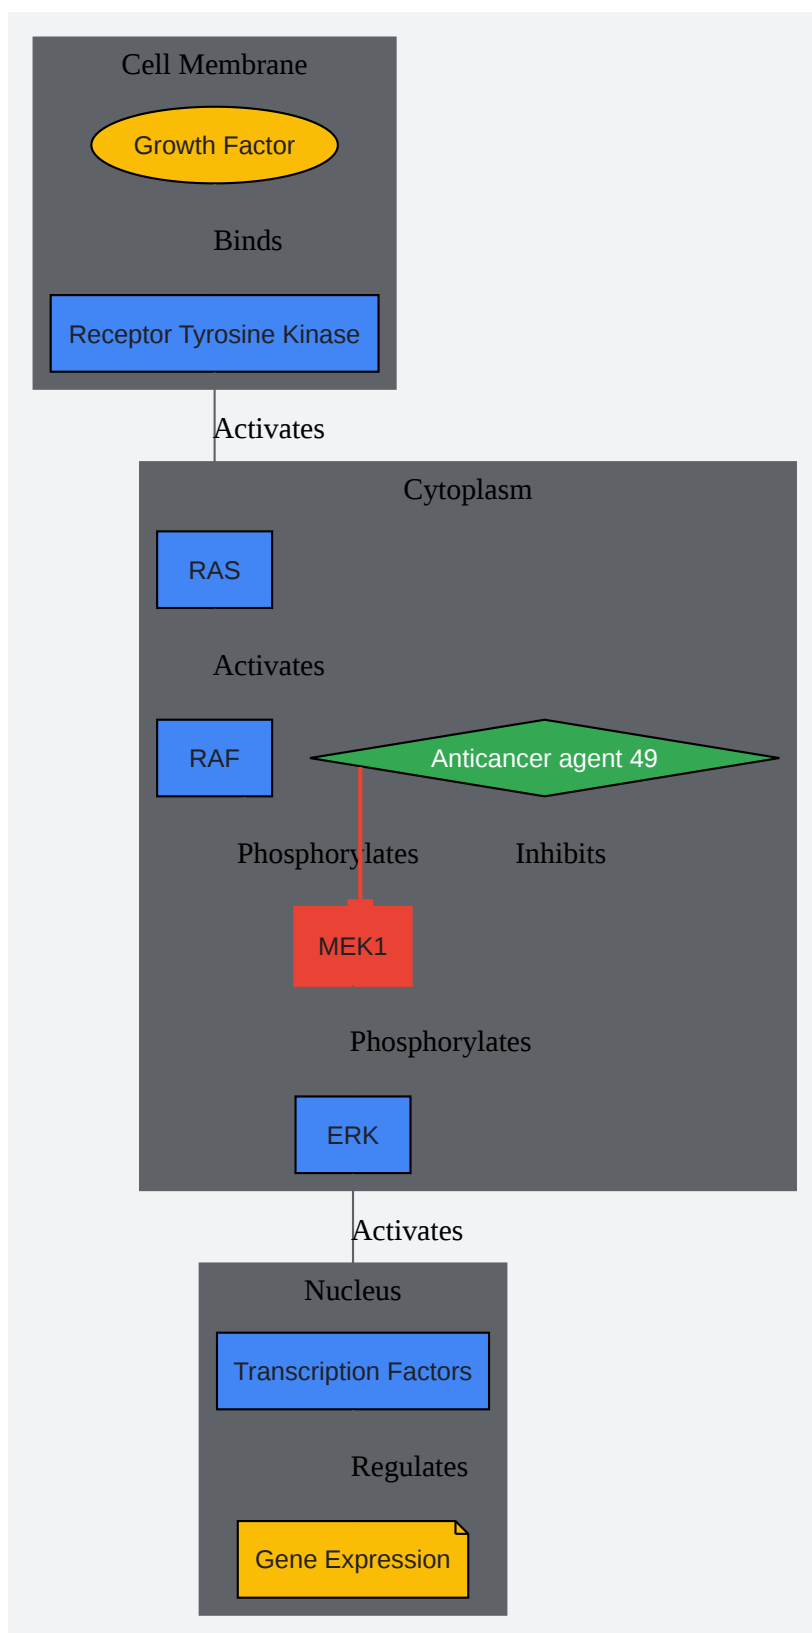 Cell Membrane
Growth Factor
Binds
Receptor Tyrosine Kinase
Activates
Cytoplasm
RAS
Activates
RAF
Anticancer agent 49
Phosphorylates
Inhibits
MEK1
Phosphorylates
ERK
Activates
Nucleus
Transcription Factors
Regulates
Gene Expression